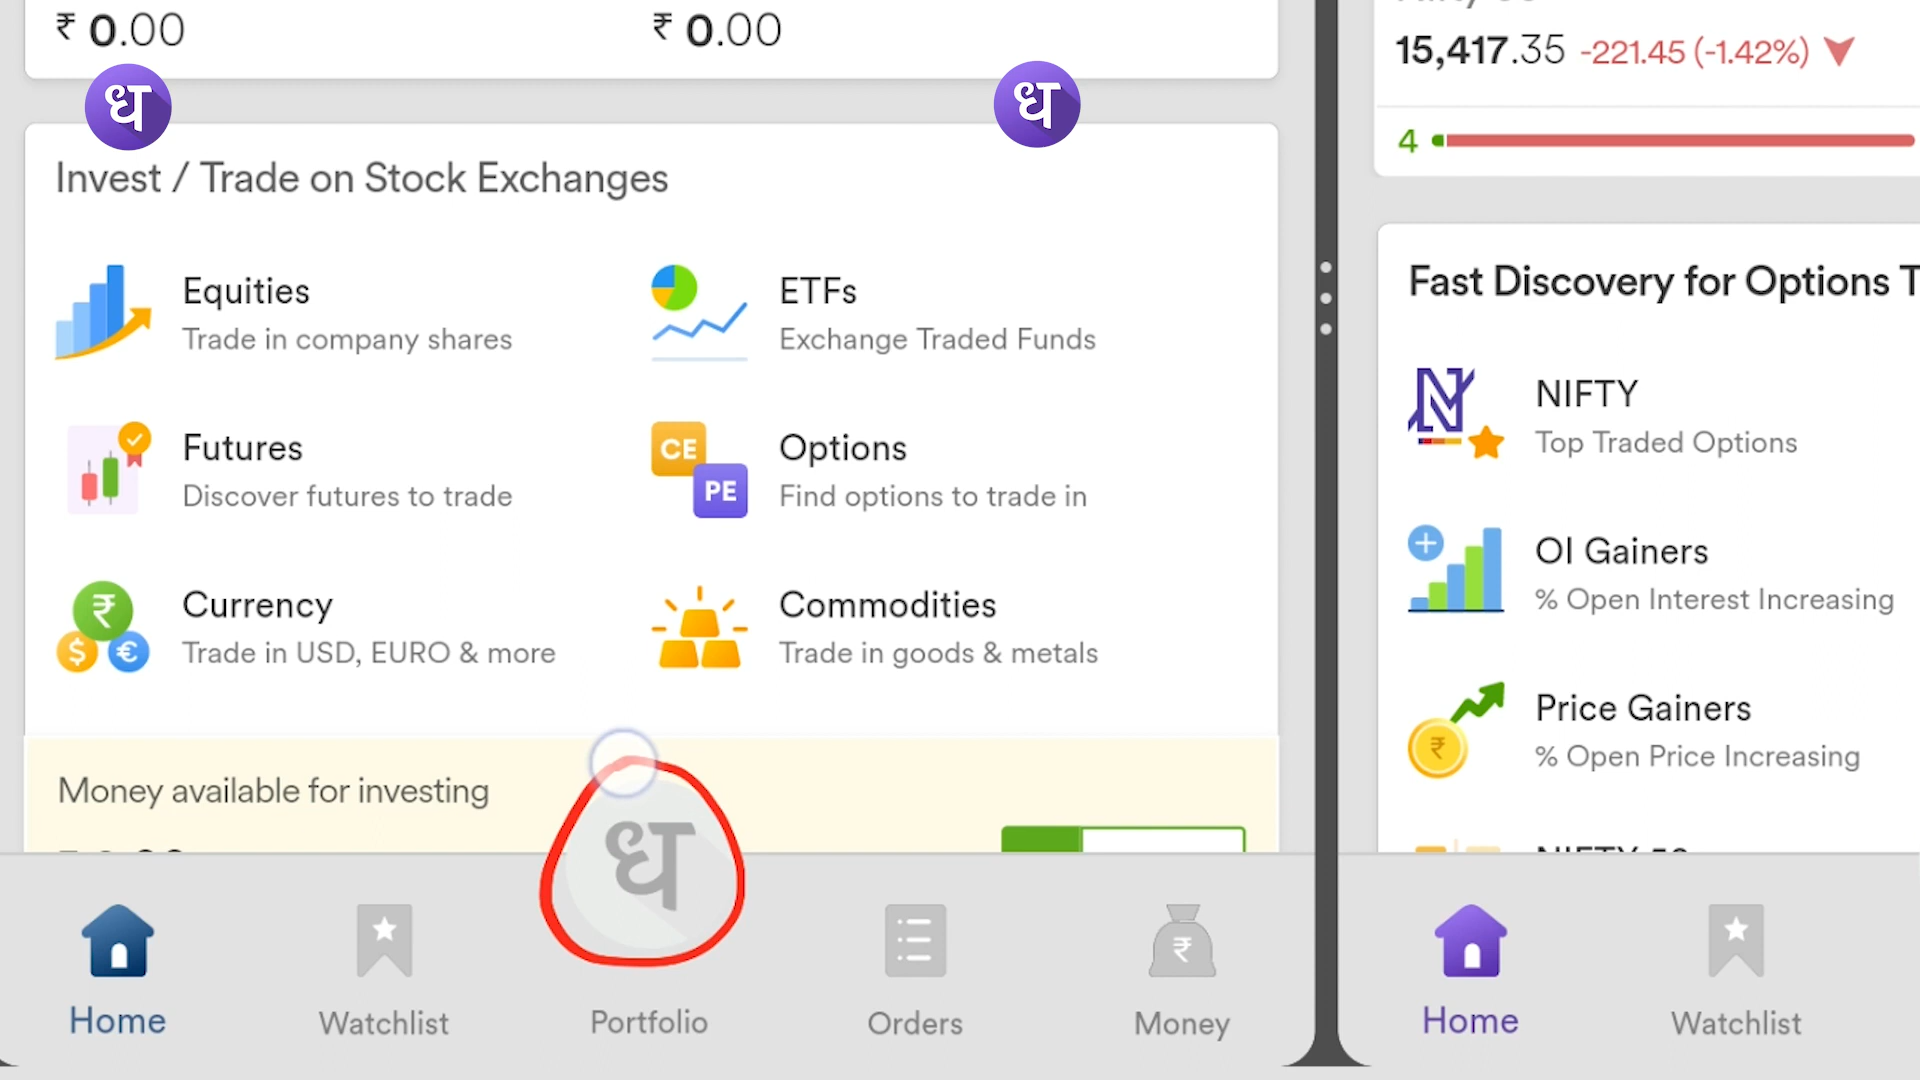 ₹ 0.00
₹ 0.00
ध
ध
Invest / Trade on Stock Exchanges
Equities
Trade in company shares
ETFs
Exchange Traded Funds
Futures
Discover futures to trade
CE
PE
Options
Find options to trade in
₹
$
€
Currency
Trade in USD, EURO & more
Commodities
Trade in goods & metals
Money available for investing
ध
Home
Watchlist
Portfolio
Orders
₹
Money
15,417.35 -221.45 (-1.42%)
4
Fast Discovery for Options T
N
NIFTY
Top Traded Options
OI Gainers
% Open Interest Increasing
₹
Price Gainers
% Open Price Increasing
Home
Watchlist